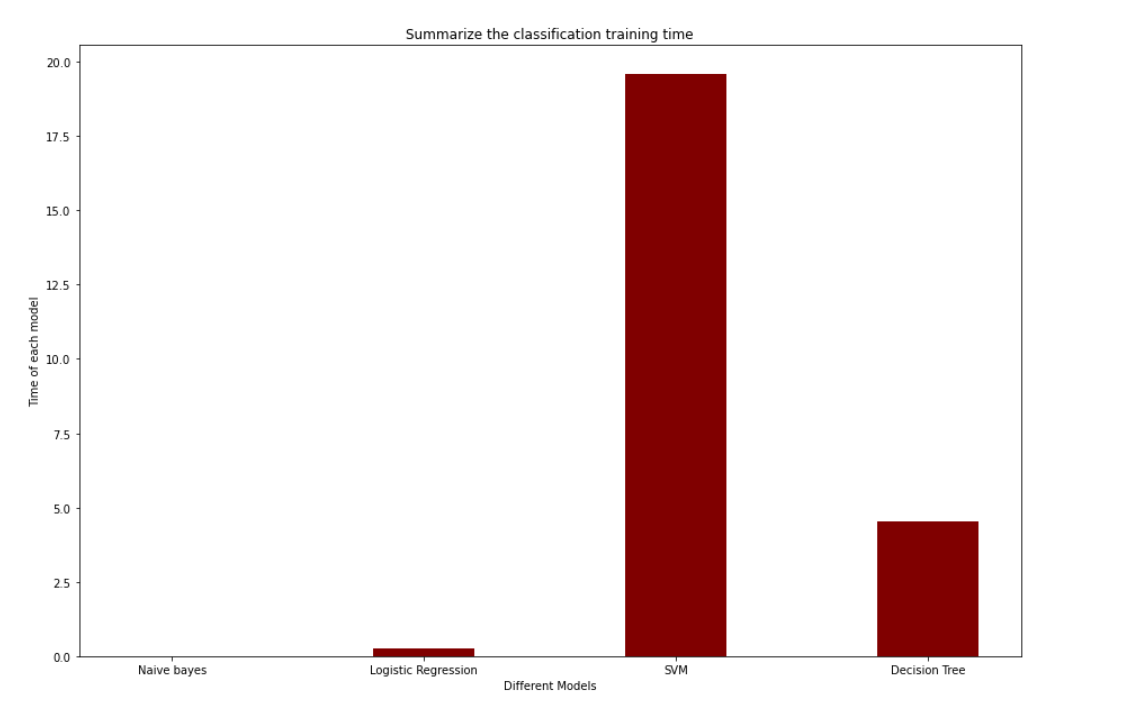 Summarize the classification training time
20.0
17.5
15.0
12.5
10.0
7.5
5.0
2.5
0.0
Time of each model
Naive bayes
Logistic Regression
SVM
Decision Tree
Different Models